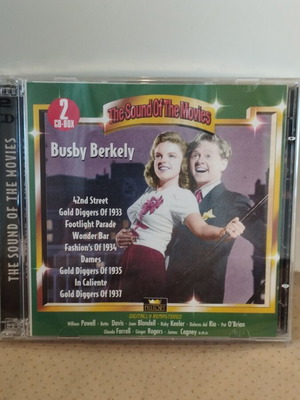 The Sound Of The Movies
2
CD-BOX
Busby Berkely
42nd Street
Gold Diggers Of 1933
Footlight Parade
Wonder Bar
Fashion's Of 1934
Dames
Gold Diggers Of 1935
In Caliente
Gold Diggers Of 1937
DIGITALLY REMASTERED
William Powell · Bette Davis · Joan Blondell · Ruby Keeler · Dolores del Rio · Pat O'Brian
Glenda Farrell · Ginger Rogers · James Cagney
THE SOUND OF THE MOVIES